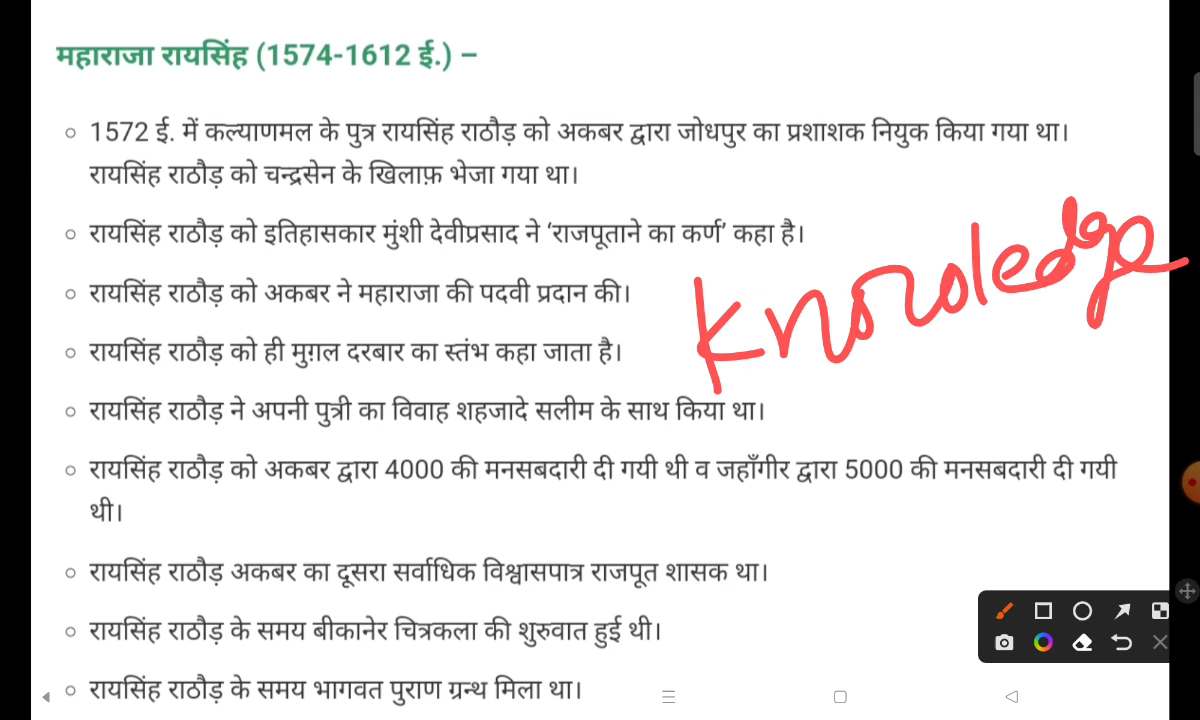 महाराजा रायसिंह (1574-1612 ई.) –
1572 ई. में कल्याणमल के पुत्र रायसिंह राठौड़ को अकबर द्वारा जोधपुर का प्रशाशक नियुक किया गया था।
रायसिंह राठौड़ को चन्द्रसेन के खिलाफ़ भेजा गया था।
रायसिंह राठौड़ को इतिहासकार मुंशी देवीप्रसाद ने ‘राजपूताने का कर्ण’ कहा है।
रायसिंह राठौड़ को अकबर ने महाराजा की पदवी प्रदान की।
knowledge
रायसिंह राठौड़ को ही मुग़ल दरबार का स्तंभ कहा जाता है।
रायसिंह राठौड़ ने अपनी पुत्री का विवाह शहजादे सलीम के साथ किया था।
रायसिंह राठौड़ को अकबर द्वारा 4000 की मनसबदारी दी गयी थी व जहाँगीर द्वारा 5000 की मनसबदारी दी गयी
थी।
रायसिंह राठौड़ अकबर का दूसरा सर्वाधिक विश्वासपात्र राजपूत शासक था।
रायसिंह राठौड़ के समय बीकानेर चित्रकला की शुरुवात हुई थी।
रायसिंह राठौड़ के समय भागवत पुराण ग्रन्थ मिला था।